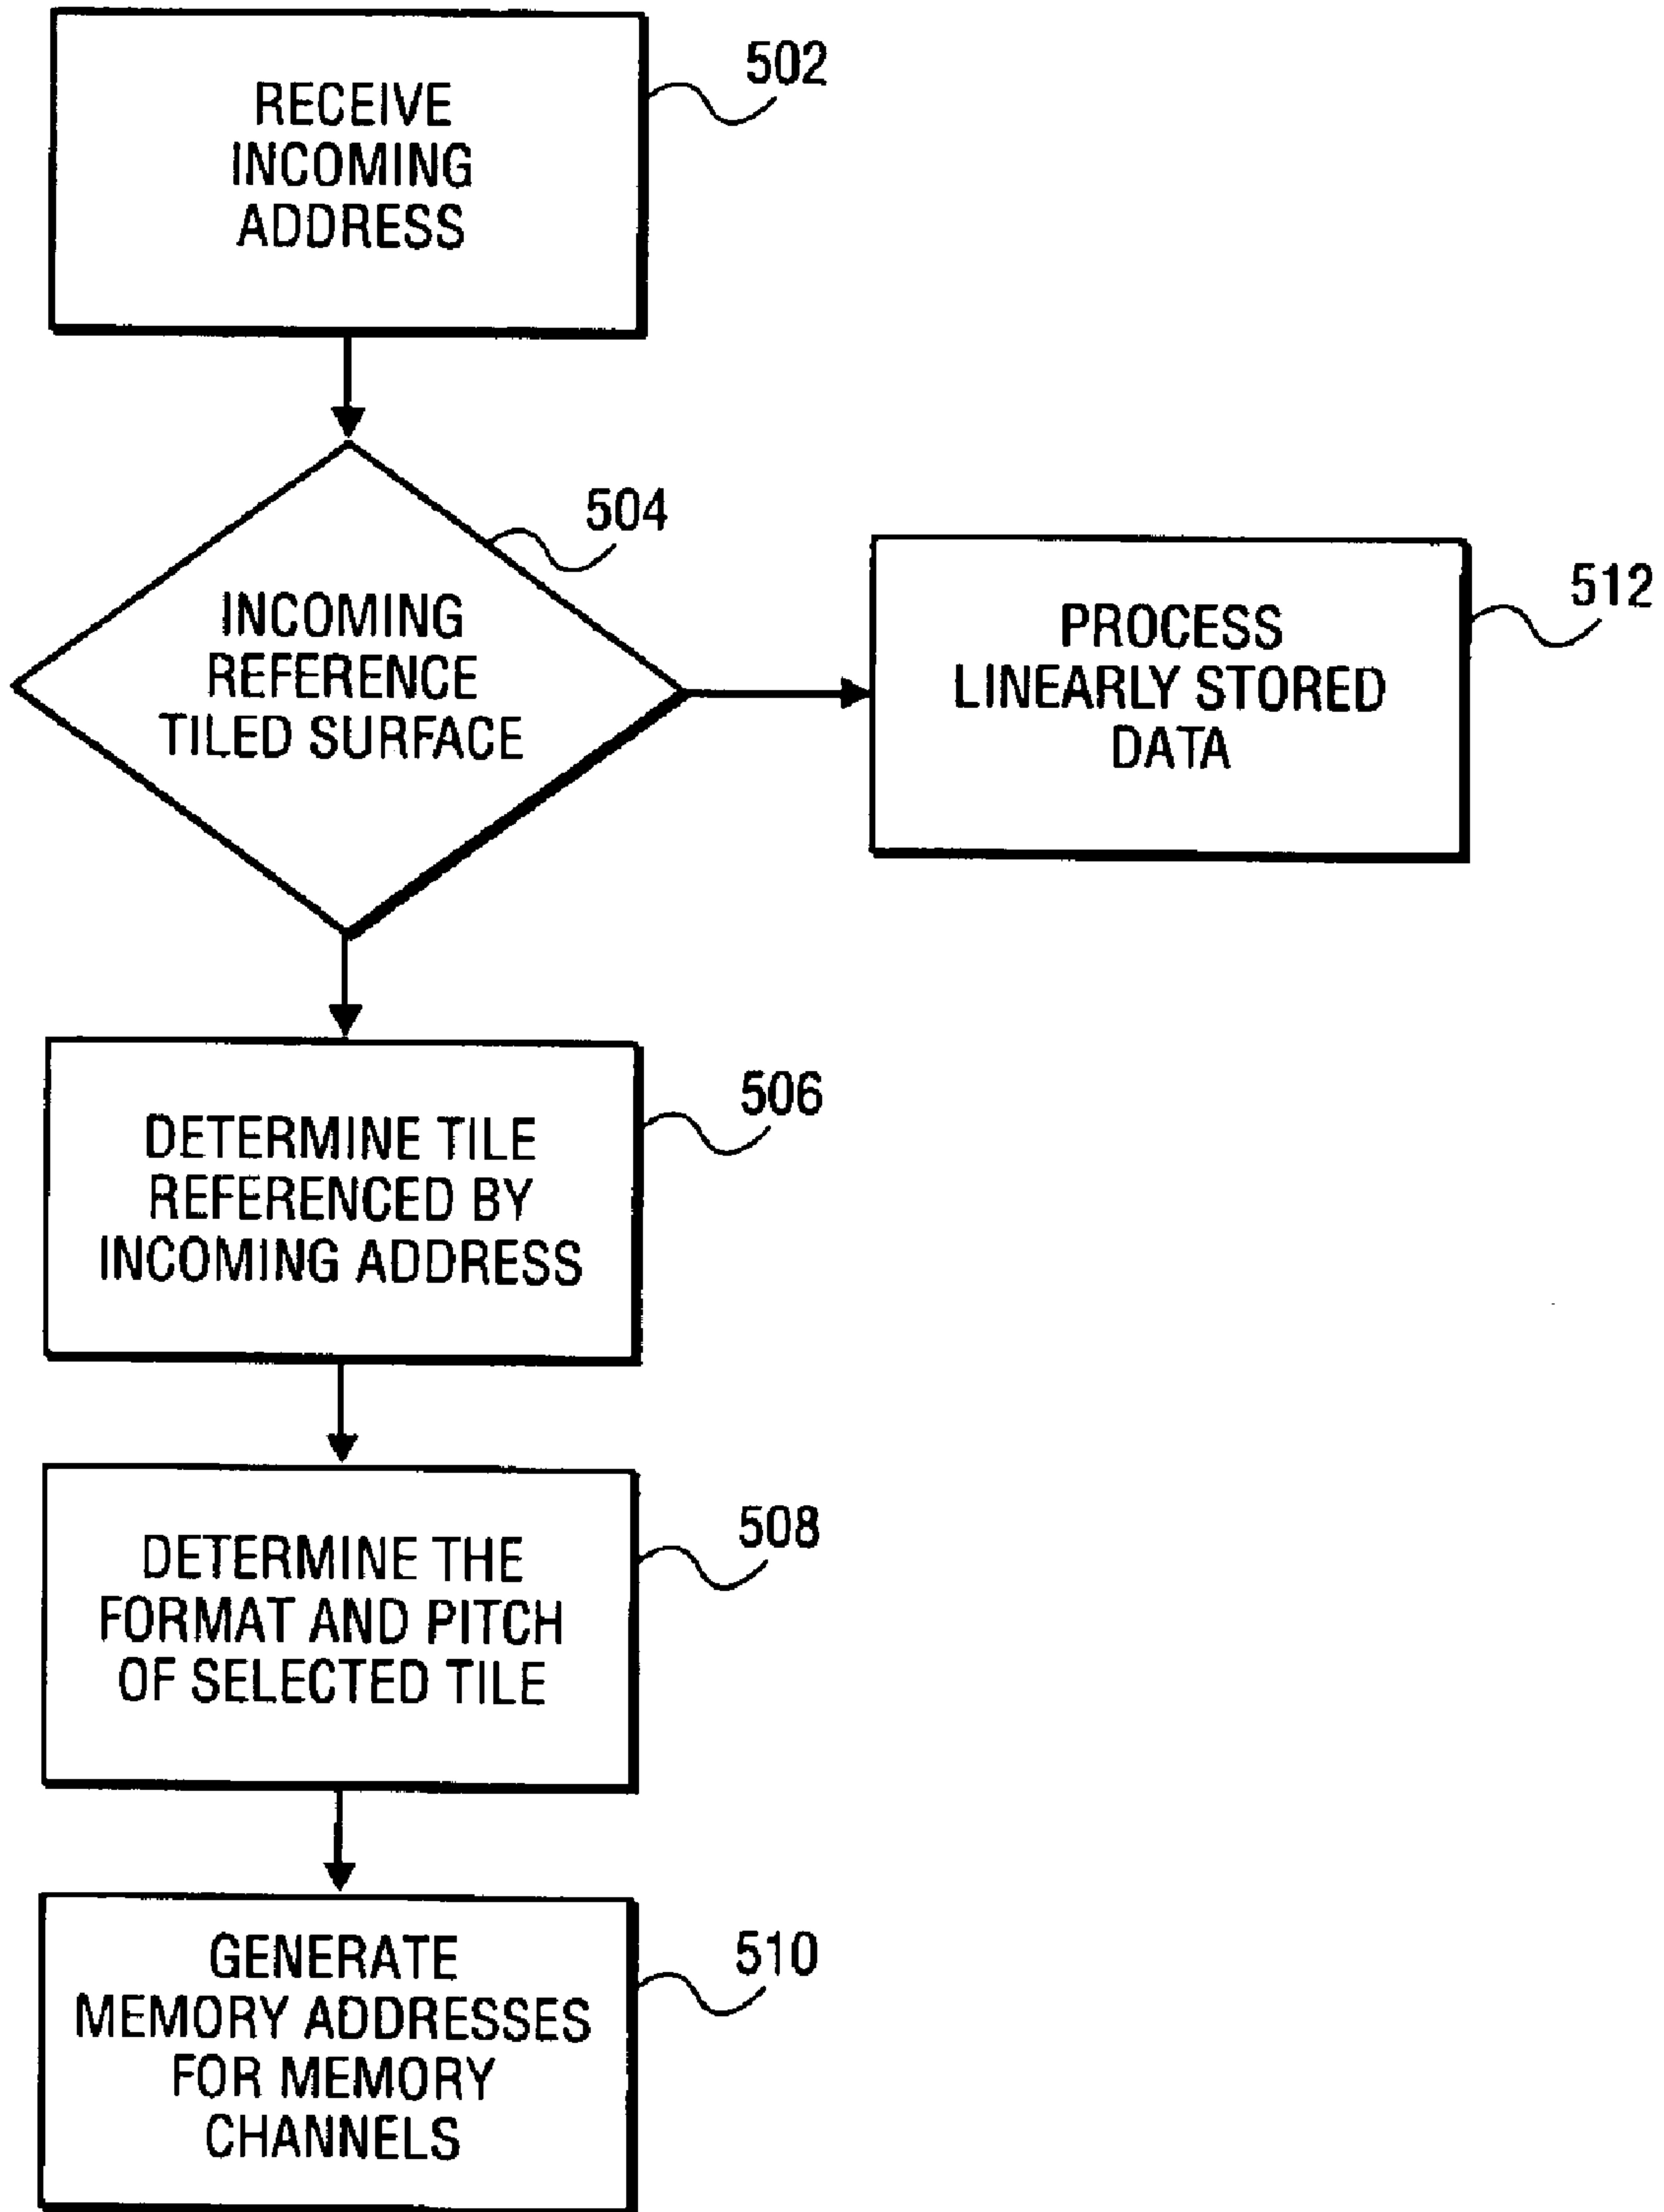 RECEIVE
INCOMING
ADDRESS
502
504
INCOMING
REFERENCE
TILED SURFACE
512
PROCESS
LINEARLY STORED
DATA
506
DETERMINE TILE
REFERENCED BY
INCOMING ADDRESS
508
DETERMINE THE
FORMAT AND PITCH
OF SELECTED TILE
510
GENERATE
MEMORY ADDRESSES
FOR MEMORY
CHANNELS